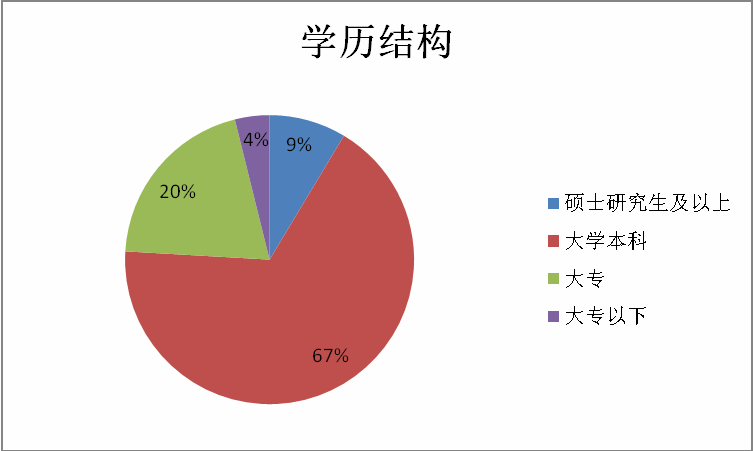 学历结构
4%
9%
20%
67%
硕士研究生及以上
大学本科
大专
大专以下